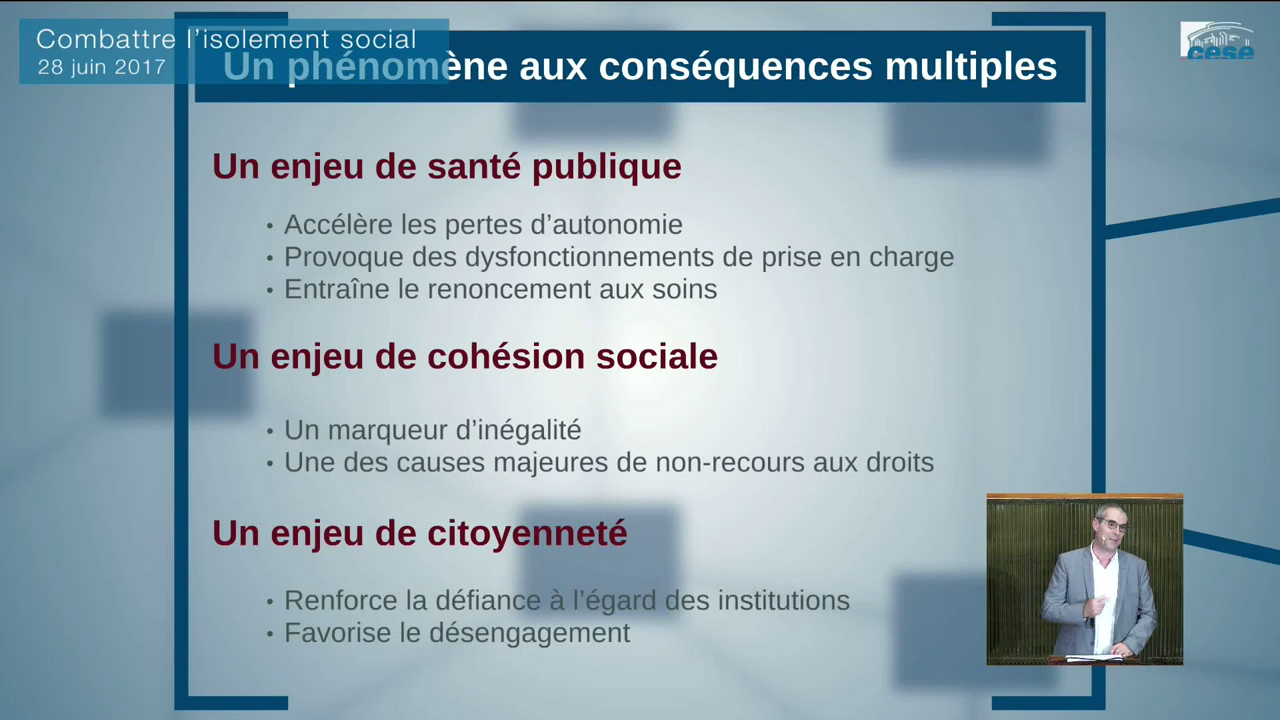 Combattre l’isolement social
28 juin 2017
Un phénomène aux conséquences multiples
cese
Un enjeu de santé publique
• Accélère les pertes d’autonomie
• Provoque des dysfonctionnements de prise en charge
• Entraîne le renoncement aux soins
Un enjeu de cohésion sociale
• Un marqueur d’inégalité
• Une des causes majeures de non-recours aux droits
Un enjeu de citoyenneté
• Renforce la défiance à l’égard des institutions
• Favorise le désengagement